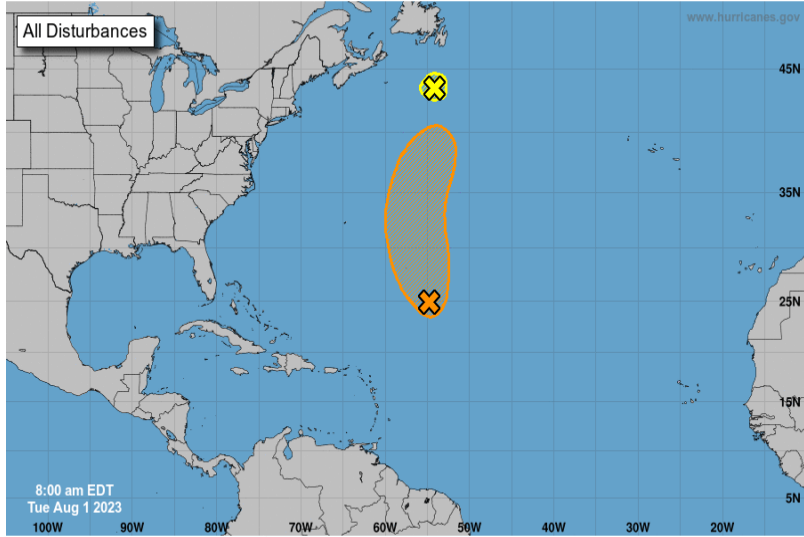 All Disturbances
www.hurricanes.gov
45N
35N
25N
15N
5N
8:00 am EDT
Tue Aug 1 2023
100W 90W 80W 70W 60W 50W 40W 30W 20W